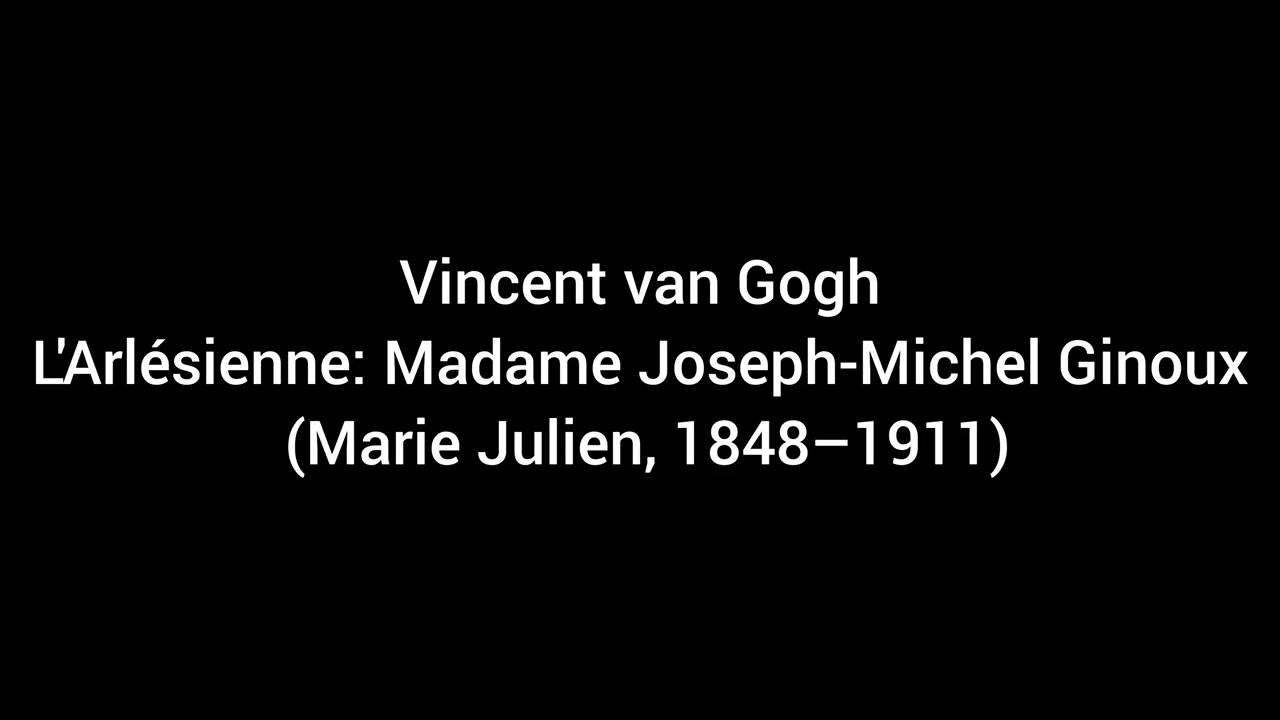 Vincent van Gogh
L'Arlésienne: Madame Joseph-Michel Ginoux
(Marie Julien, 1848–1911)